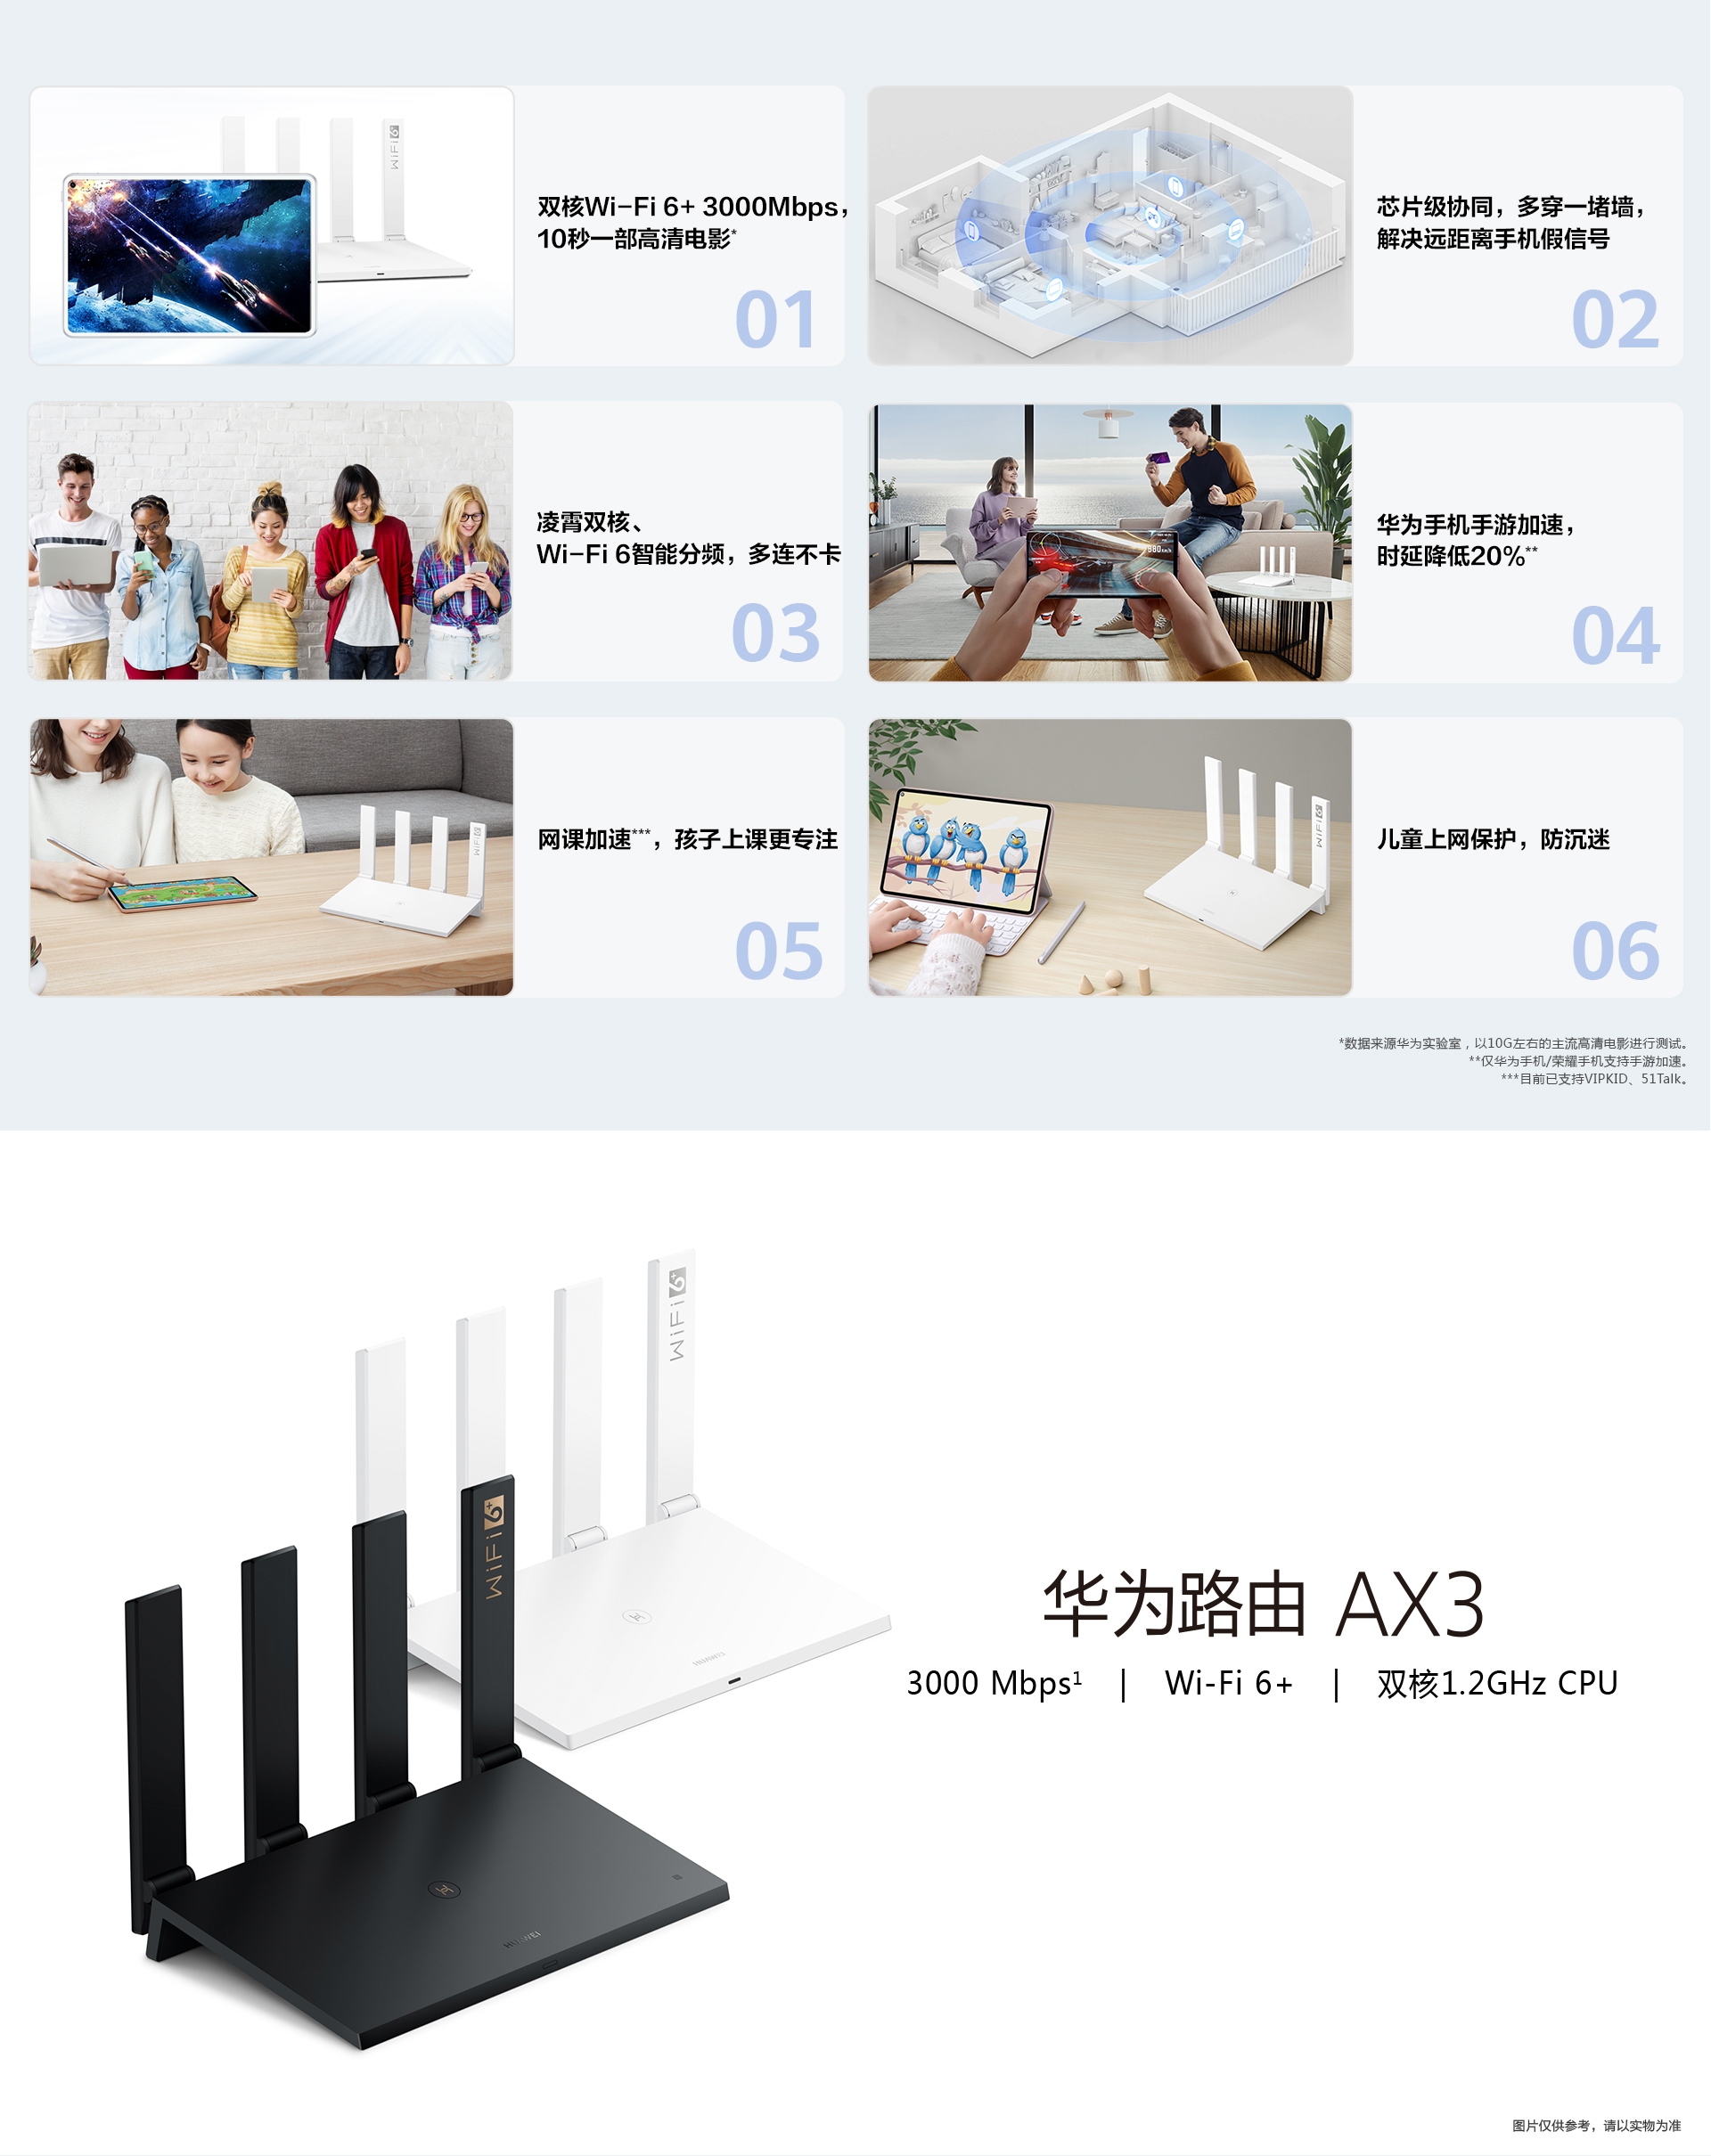 双核Wi-Fi 6+ 3000Mbps，
10秒一部高清电影*
01
芯片级协同，多穿一堵墙，
解决远距离手机假信号
02
凌霄双核、
Wi-Fi 6智能分频，多连不卡
03
华为手机手游加速，
时延降低20%**
04
网课加速***，孩子上课更专注
05
儿童上网保护，防沉迷
06
*数据来源华为实验室，以10G左右的主流高清电影进行测试。
**仅华为手机/荣耀手机支持手游加速。
***目前已支持VIPKID、51Talk。
WiFi 6+
WiFi 6+
HUAWEI
HUAWEI
华为路由 AX3
3000 Mbps¹ | Wi-Fi 6+ | 双核1.2GHz CPU
图片仅供参考，请以实物为准